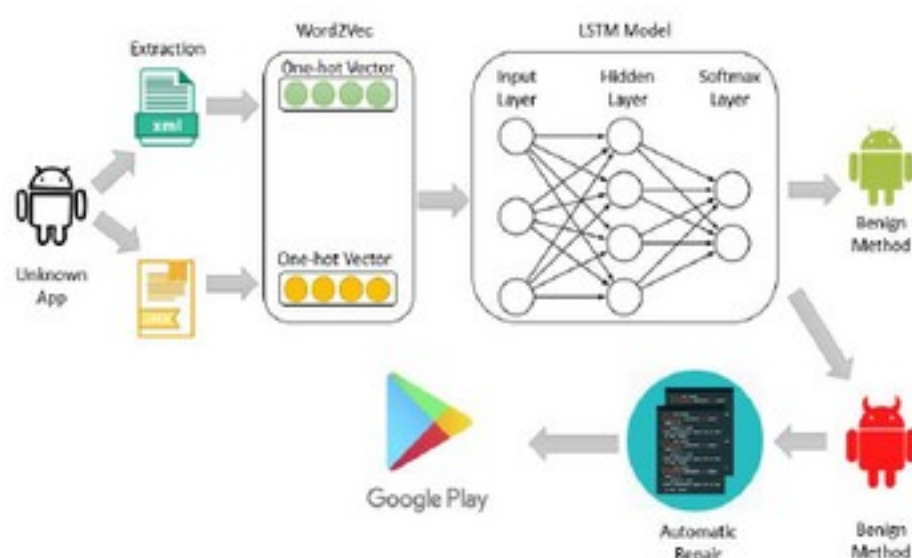 Word2Vec
LSTM Model
Extraction
One-hot Vector
Input
Layer
Hidden
Layer
Softmax
Layer
xml
Benign
Method
Unknown
App
One-hot Vector
Google Play
Automatic
Repair
Benign
Method